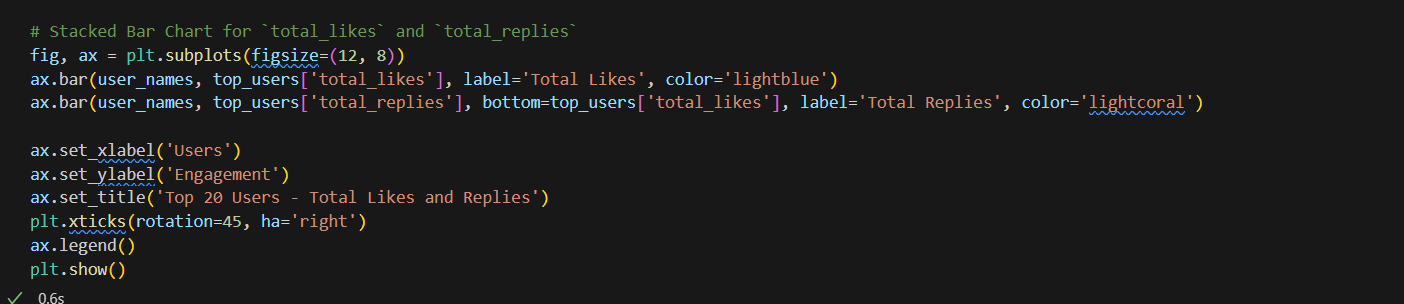 # Stacked Bar Chart for `total_likes` and `total_replies`
fig, ax = plt.subplots(figsize=(12, 8))
ax.bar(user_names, top_users['total_likes'], label='Total Likes', color='lightblue')
ax.bar(user_names, top_users['total_replies'], bottom=top_users['total_likes'], label='Total Replies', color='lightcoral')
ax.set_xlabel('Users')
ax.set_ylabel('Engagement')
ax.set_title('Top 20 Users - Total Likes and Replies')
plt.xticks(rotation=45, ha='right')
ax.legend()
plt.show()
0.6s